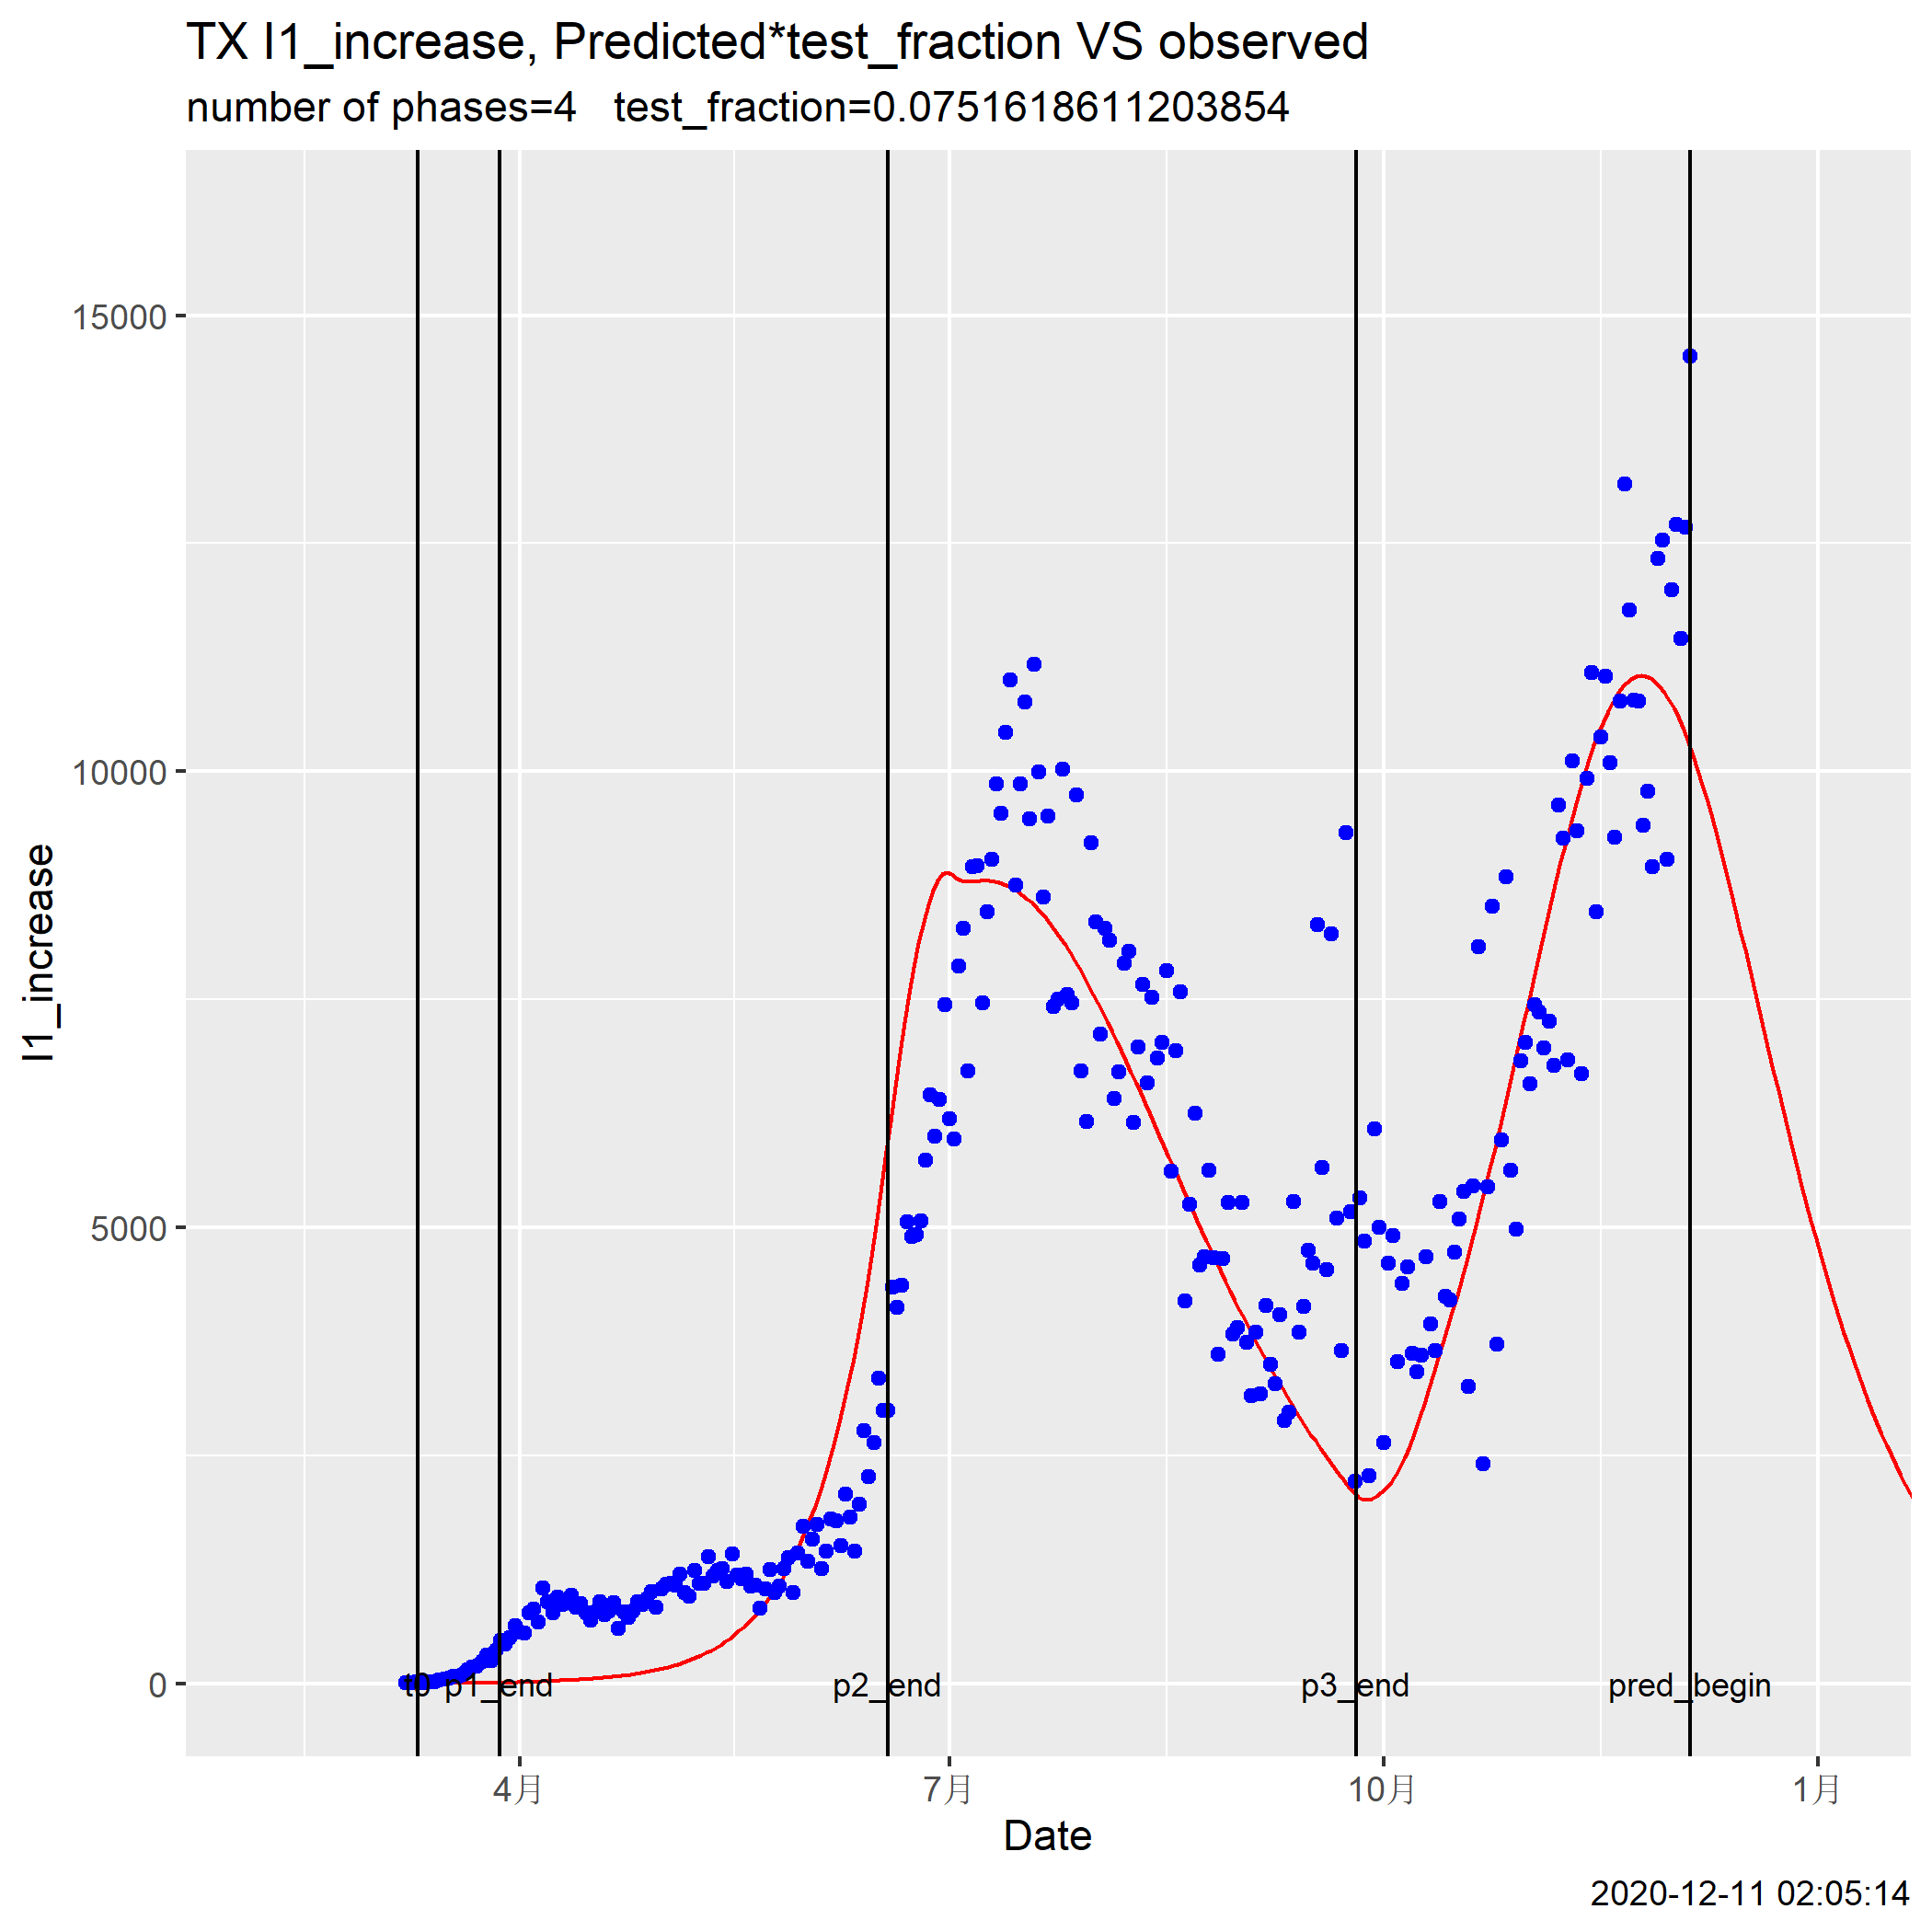 TX I1_increase, Predicted*test_fraction VS observed
number of phases=4 test_fraction=0.0751618611203854
15000
10000
5000
0
I1_increase
t0 p1_end p2_end p3_end pred_begin
4月 7月 10月 1月
Date
2020-12-11 02:05:14